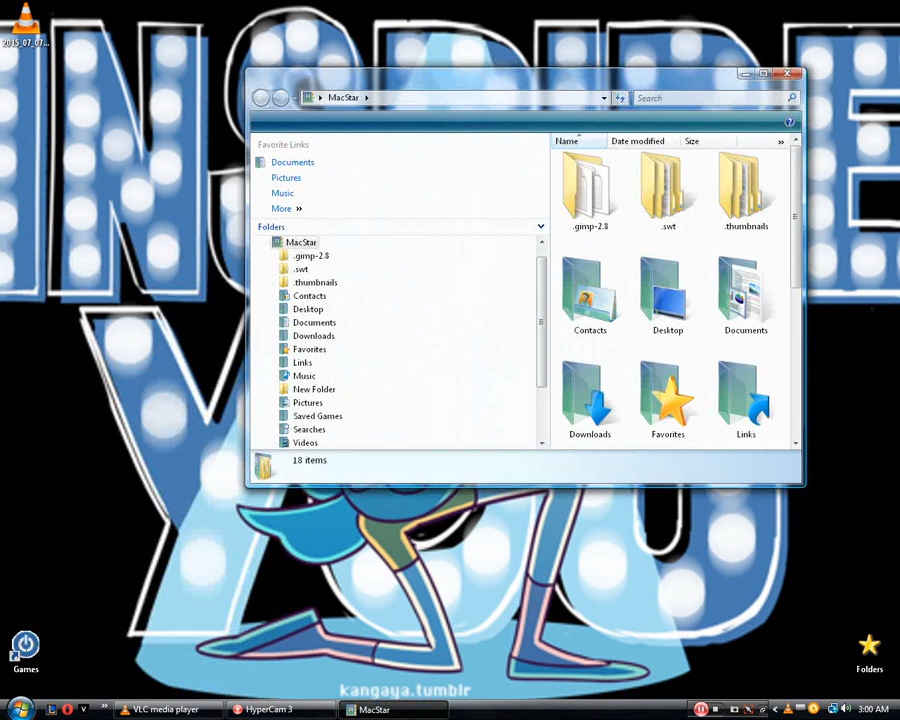 INSPIDE
YOU
2015_07_07...
MacStar
Search
Favorite Links
Documents
Pictures
Music
More »
Folders
MacStar
.gimp-2.8
.swt
.thumbnails
Contacts
Desktop
Documents
Downloads
Favorites
Links
Music
New Folder
Pictures
Saved Games
Searches
Videos
Name Date modified Size »
.gimp-2.8 .swt .thumbnails
Contacts Desktop Documents
Downloads Favorites Links
18 items
Games
Folders
kangaya.tumblr
» VLC media player HyperCam 3 MacStar 3:00 AM